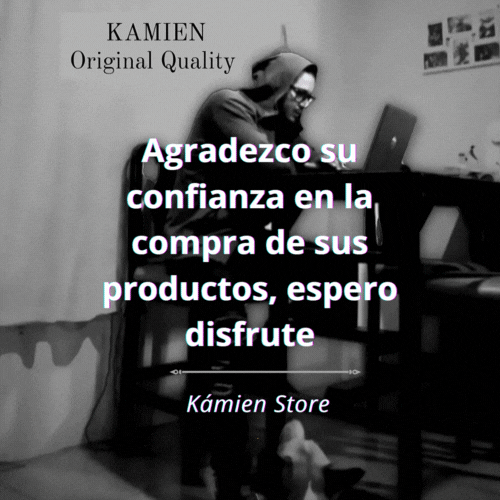 KAMIEN
Original Quality
Agradezco su
confianza en la
compra de sus
productos, espero
disfrute
Kámien Store